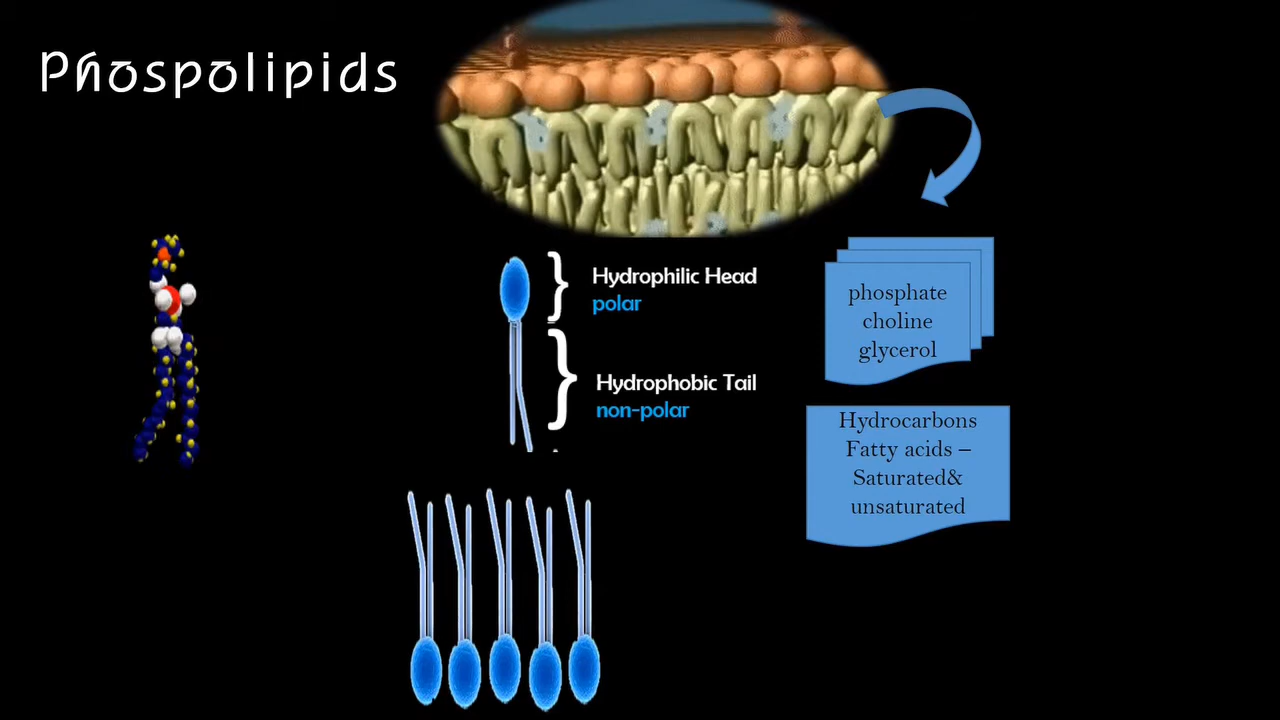 Phospolipids
Hydrophilic Head
polar
Hydrophobic Tail
non-polar
phosphate
choline
glycerol
Hydrocarbons
Fatty acids –
Saturated&
unsaturated